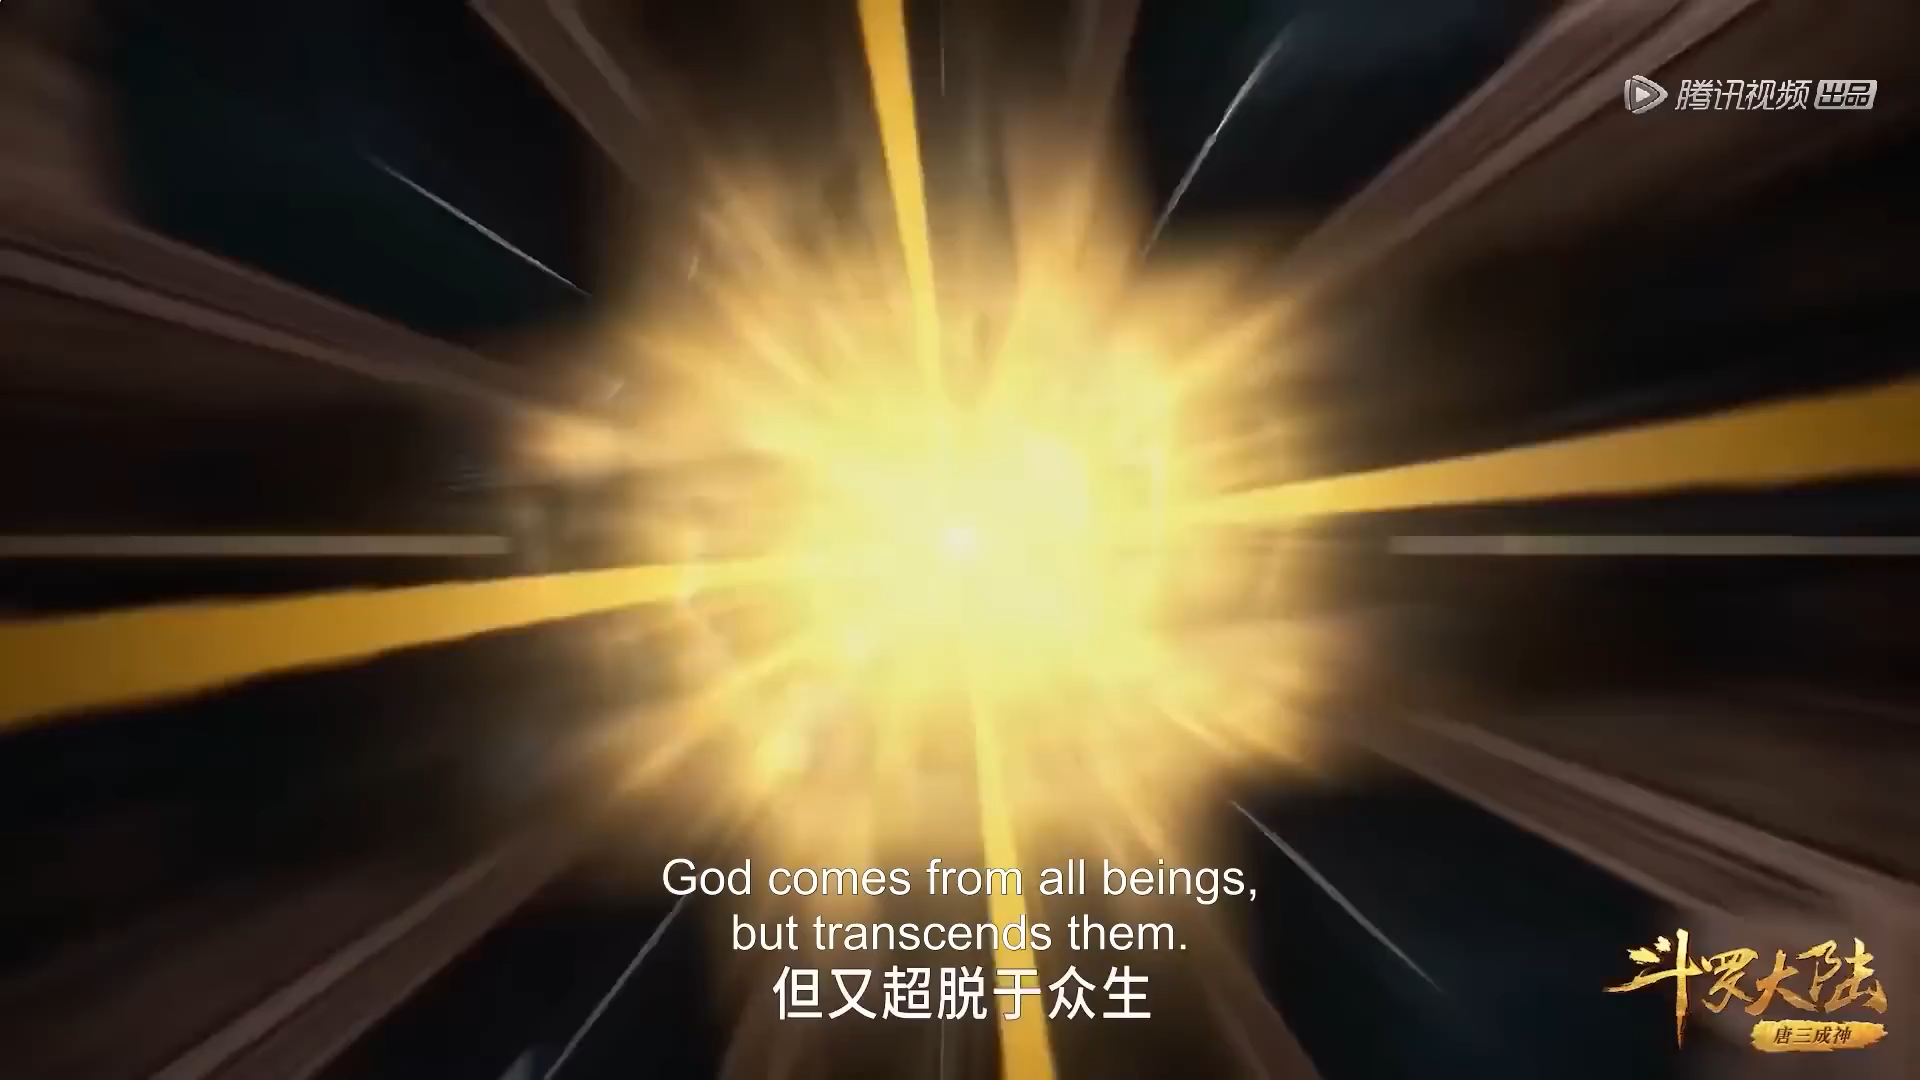 腾讯视频 出品
God comes from all beings,
but transcends them.
但又超脱于众生
斗罗大陆
唐三成神